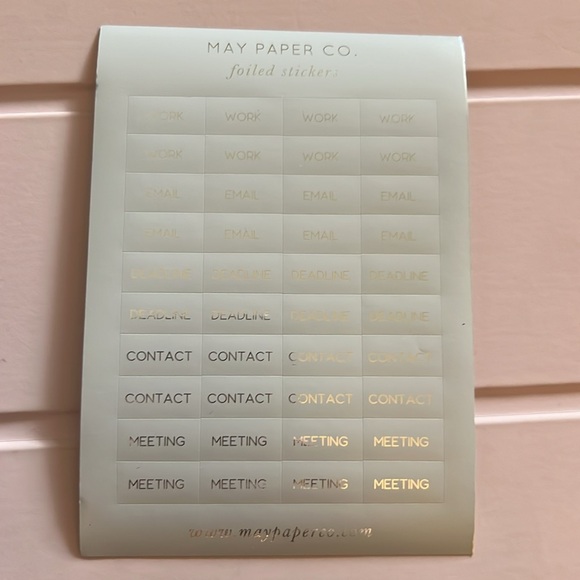 MAY PAPER CO.
foiled stickers
WORK WORK WORK WORK
WORK WORK WORK WORK
EMAIL EMAIL EMAIL EMAIL
EMAIL EMAIL EMAIL EMAIL
DEADLINE DEADLINE DEADLINE DEADLINE
DEADLINE DEADLINE DEADLINE DEADLINE
CONTACT CONTACT CONTACT CONTACT
CONTACT CONTACT CONTACT CONTACT
MEETING MEETING MEETING MEETING
MEETING MEETING MEETING MEETING
www.maypaperco.com